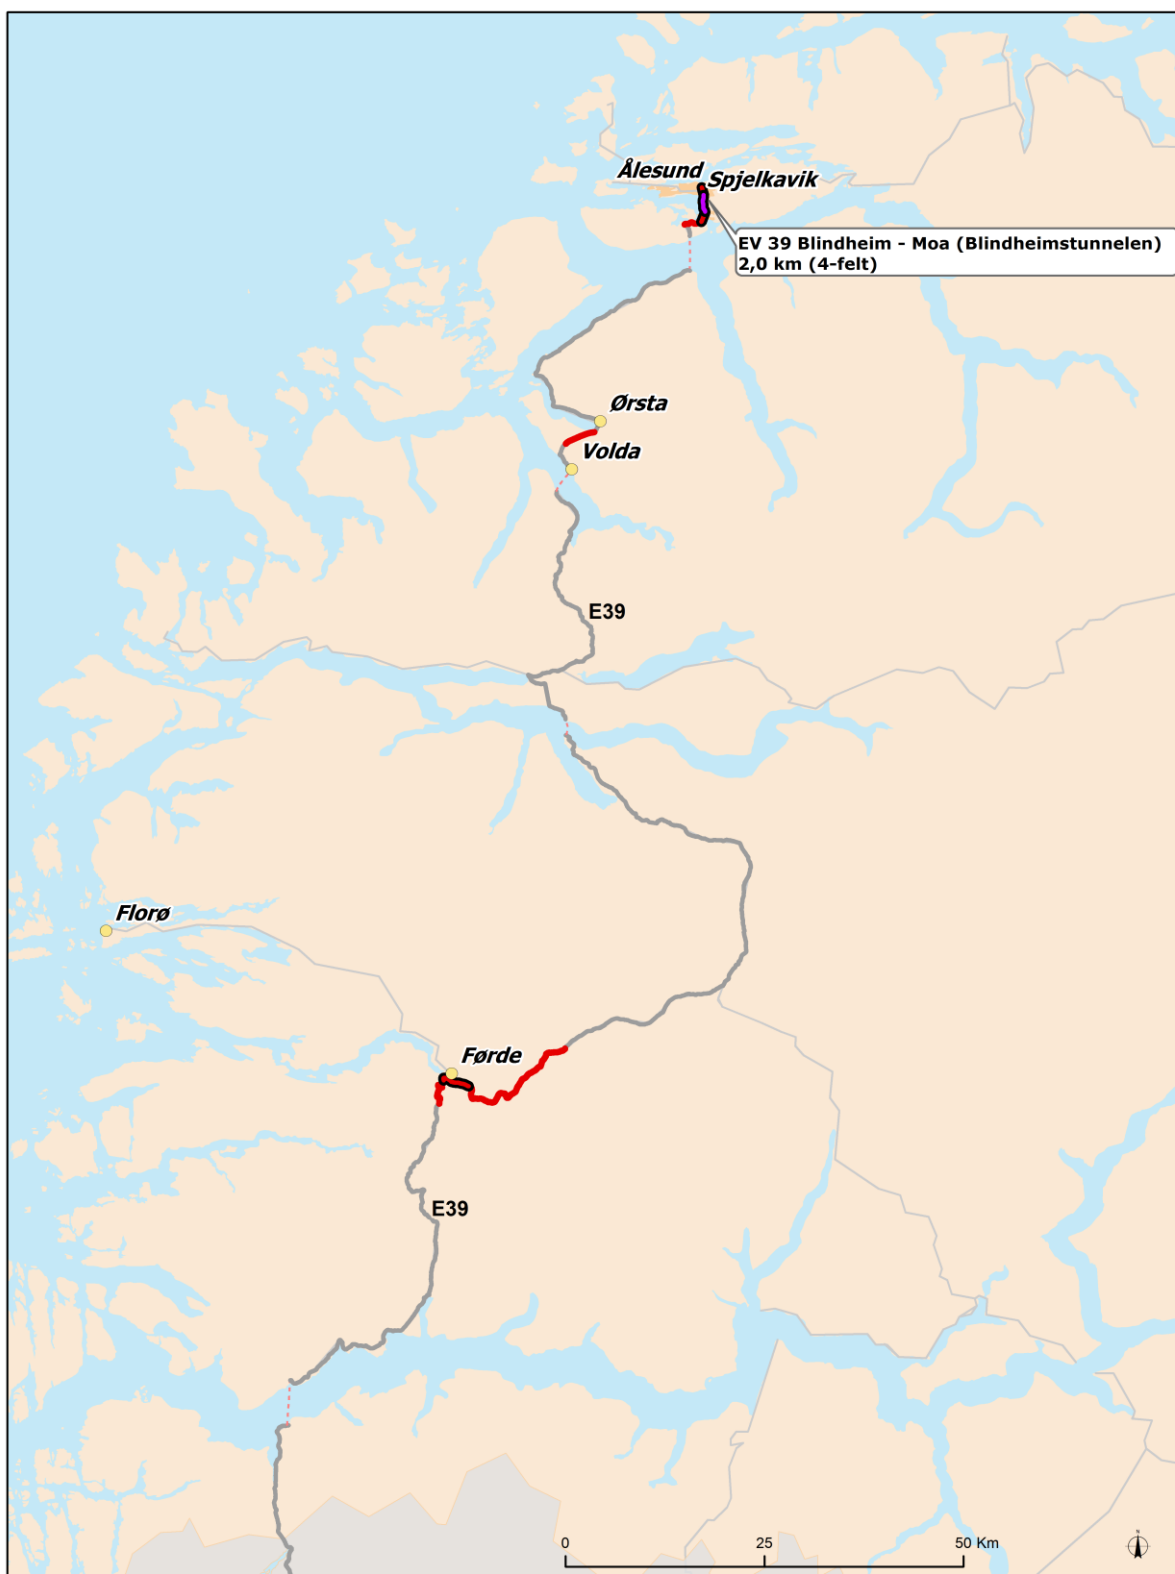 Ålesund
Spjelkavik
EV 39 Blindheim - Moa (Blindheimstunnelen)
2,0 km (4-felt)
Ørsta
Volda
E39
Florø
Førde
E39
0 25 50 Km
N